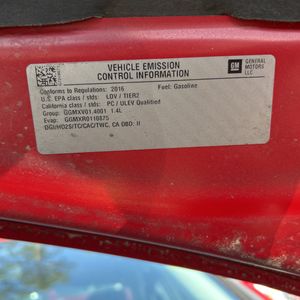 VEHICLE EMISSION
CONTROL INFORMATION
GM
GENERAL
MOTORS
LLC
Conforms to Regulations: 2016
Fuel: Gasoline
U.S. EPA class / stds: LDV / TIER2
California class / stds: PC / ULEV Qualified
Group: GGMXV01.4001 1.4L
Evap: GGMXR0110875
DGI/HO2S/TC/CAC/TWC, CA OBD: II